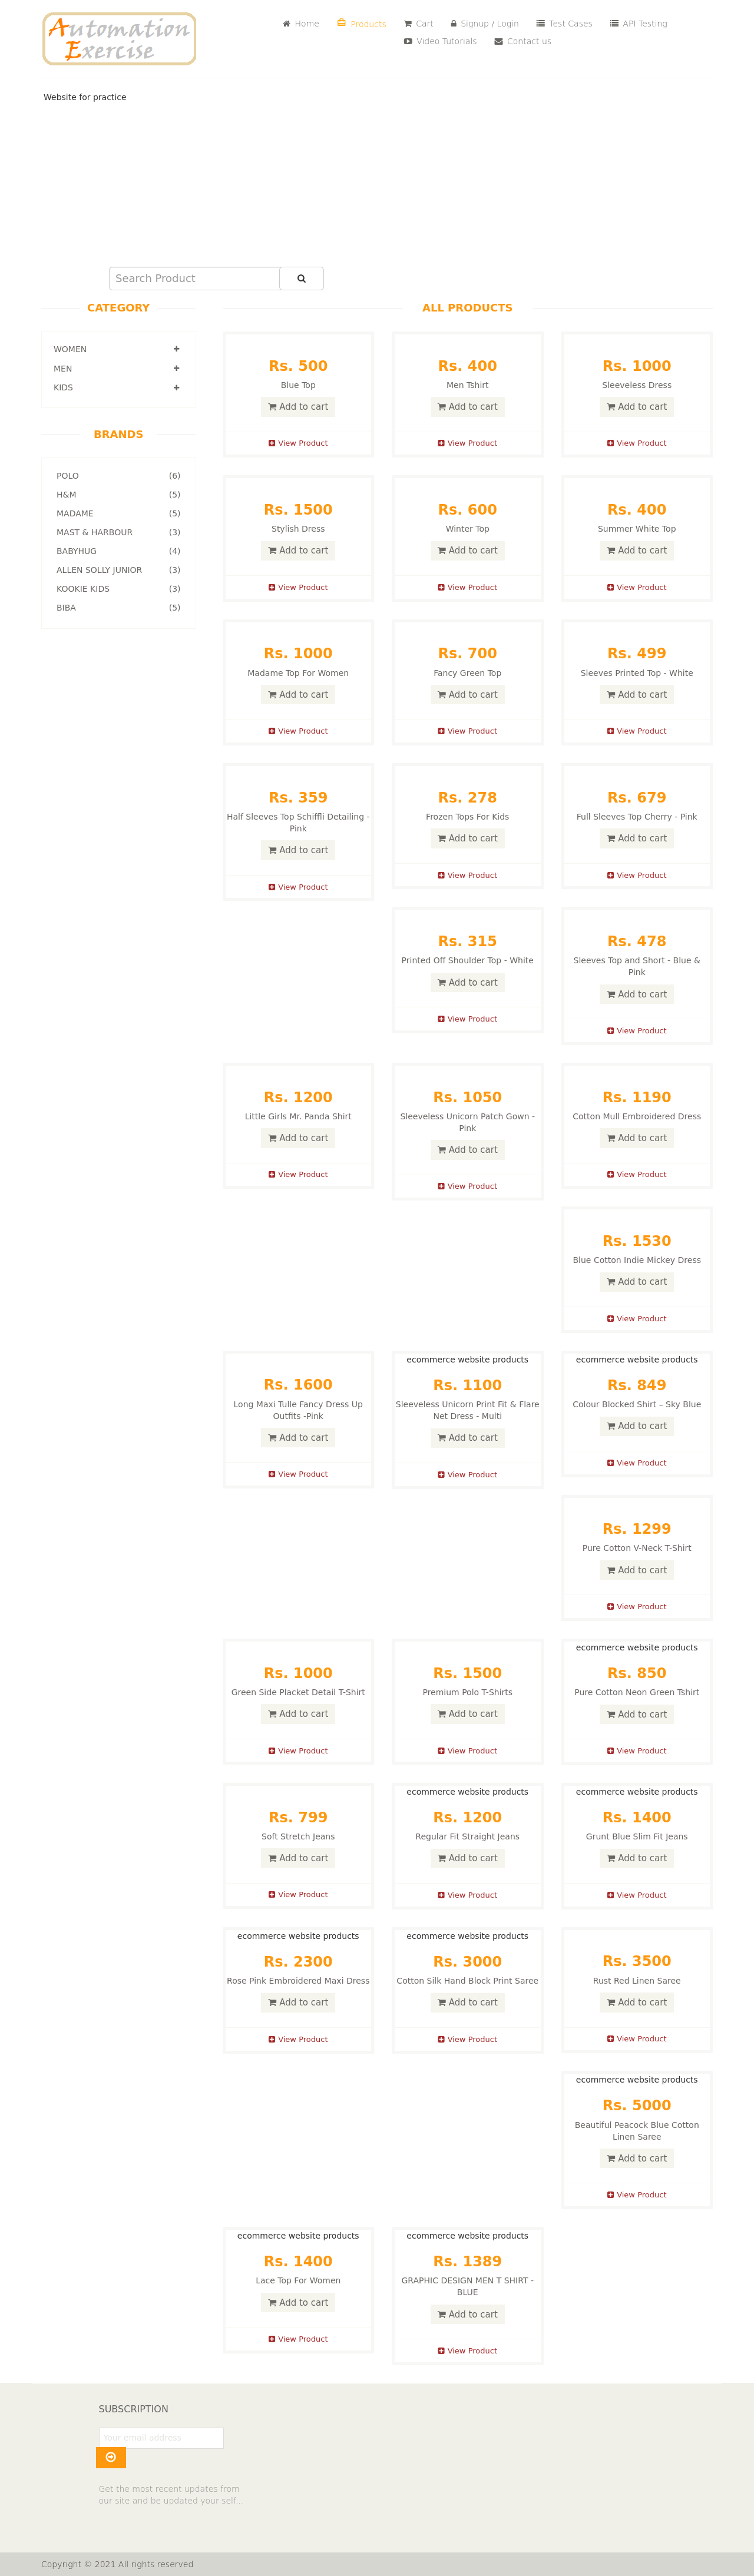 Automation
Exercise
Home Products Cart Signup / Login Test Cases API Testing
Video Tutorials Contact us
Website for practice
Search Product
CATEGORY
WOMEN
MEN
KIDS
BRANDS
POLO (6)
H&M (5)
MADAME (5)
MAST & HARBOUR (3)
BABYHUG (4)
ALLEN SOLLY JUNIOR (3)
KOOKIE KIDS (3)
BIBA (5)
ALL PRODUCTS
Rs. 500
Blue Top
Add to cart
View Product
Rs. 400
Men Tshirt
Add to cart
View Product
Rs. 1000
Sleeveless Dress
Add to cart
View Product
Rs. 1500
Stylish Dress
Add to cart
View Product
Rs. 600
Winter Top
Add to cart
View Product
Rs. 400
Summer White Top
Add to cart
View Product
Rs. 1000
Madame Top For Women
Add to cart
View Product
Rs. 700
Fancy Green Top
Add to cart
View Product
Rs. 499
Sleeves Printed Top - White
Add to cart
View Product
Rs. 359
Half Sleeves Top Schiffli Detailing -
Pink
Add to cart
View Product
Rs. 278
Frozen Tops For Kids
Add to cart
View Product
Rs. 679
Full Sleeves Top Cherry - Pink
Add to cart
View Product
Rs. 315
Printed Off Shoulder Top - White
Add to cart
View Product
Rs. 478
Sleeves Top and Short - Blue &
Pink
Add to cart
View Product
Rs. 1200
Little Girls Mr. Panda Shirt
Add to cart
View Product
Rs. 1050
Sleeveless Unicorn Patch Gown -
Pink
Add to cart
View Product
Rs. 1190
Cotton Mull Embroidered Dress
Add to cart
View Product
Rs. 1530
Blue Cotton Indie Mickey Dress
Add to cart
View Product
Rs. 1600
Long Maxi Tulle Fancy Dress Up
Outfits -Pink
Add to cart
View Product
ecommerce website products
Rs. 1100
Sleeveless Unicorn Print Fit & Flare
Net Dress - Multi
Add to cart
View Product
ecommerce website products
Rs. 849
Colour Blocked Shirt – Sky Blue
Add to cart
View Product
Rs. 1299
Pure Cotton V-Neck T-Shirt
Add to cart
View Product
Rs. 1000
Green Side Placket Detail T-Shirt
Add to cart
View Product
Rs. 1500
Premium Polo T-Shirts
Add to cart
View Product
ecommerce website products
Rs. 850
Pure Cotton Neon Green Tshirt
Add to cart
View Product
Rs. 799
Soft Stretch Jeans
Add to cart
View Product
ecommerce website products
Rs. 1200
Regular Fit Straight Jeans
Add to cart
View Product
ecommerce website products
Rs. 1400
Grunt Blue Slim Fit Jeans
Add to cart
View Product
ecommerce website products
Rs. 2300
Rose Pink Embroidered Maxi Dress
Add to cart
View Product
ecommerce website products
Rs. 3000
Cotton Silk Hand Block Print Saree
Add to cart
View Product
Rs. 3500
Rust Red Linen Saree
Add to cart
View Product
ecommerce website products
Rs. 5000
Beautiful Peacock Blue Cotton
Linen Saree
Add to cart
View Product
ecommerce website products
Rs. 1400
Lace Top For Women
Add to cart
View Product
ecommerce website products
Rs. 1389
GRAPHIC DESIGN MEN T SHIRT -
BLUE
Add to cart
View Product
SUBSCRIPTION
Your email address
Get the most recent updates from
our site and be updated your self...
Copyright © 2021 All rights reserved